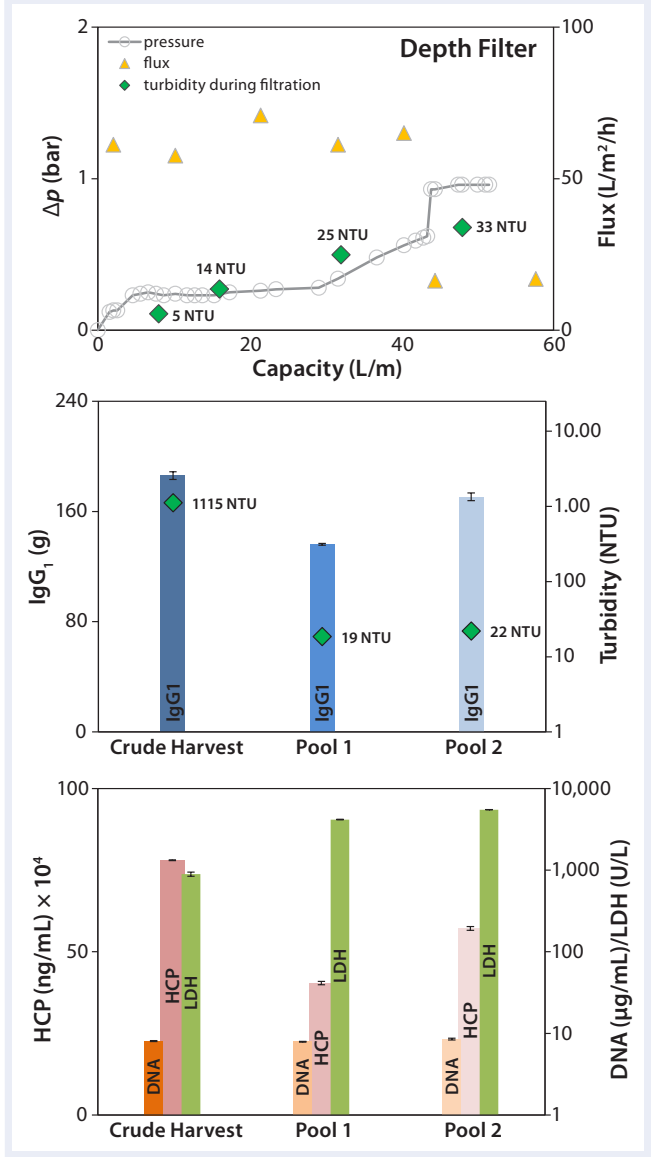 Depth Filter
pressure
flux
turbidity during filtration
Δp (bar)
2
1
0
Flux (L/m²/h)
100
50
0
5 NTU
14 NTU
25 NTU
33 NTU
0 20 40 60
Capacity (L/m)
IgG₁ (g)
240
160
80
0
Turbidity (NTU)
10.00
1.00
100
10
1
1115 NTU
19 NTU
22 NTU
IgG1
IgG1
IgG1
Crude Harvest Pool 1 Pool 2
HCP (ng/mL) × 10⁴
100
50
0
DNA (µg/mL)/LDH (U/L)
10,000
1,000
100
10
1
DNA
HCP
LDH
DNA
HCP
LDH
DNA
HCP
LDH
Crude Harvest Pool 1 Pool 2